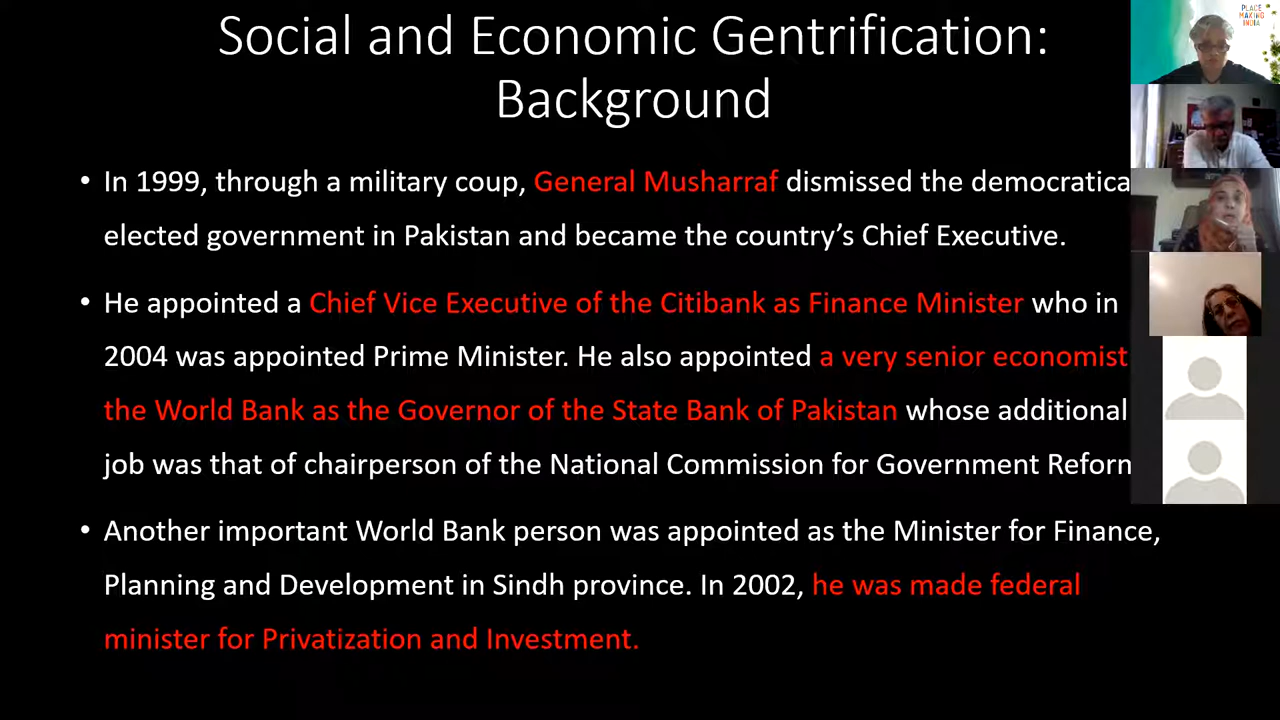 Social and Economic Gentrification:
Background
• In 1999, through a military coup, General Musharraf dismissed the democratica
elected government in Pakistan and became the country's Chief Executive.
• He appointed a Chief Vice Executive of the Citibank as Finance Minister who in
2004 was appointed Prime Minister. He also appointed a very senior economist
the World Bank as the Governor of the State Bank of Pakistan whose additional
job was that of chairperson of the National Commission for Government Reform
• Another important World Bank person was appointed as the Minister for Finance,
Planning and Development in Sindh province. In 2002, he was made federal
minister for Privatization and Investment.
PLACE
MAKING
INDIA